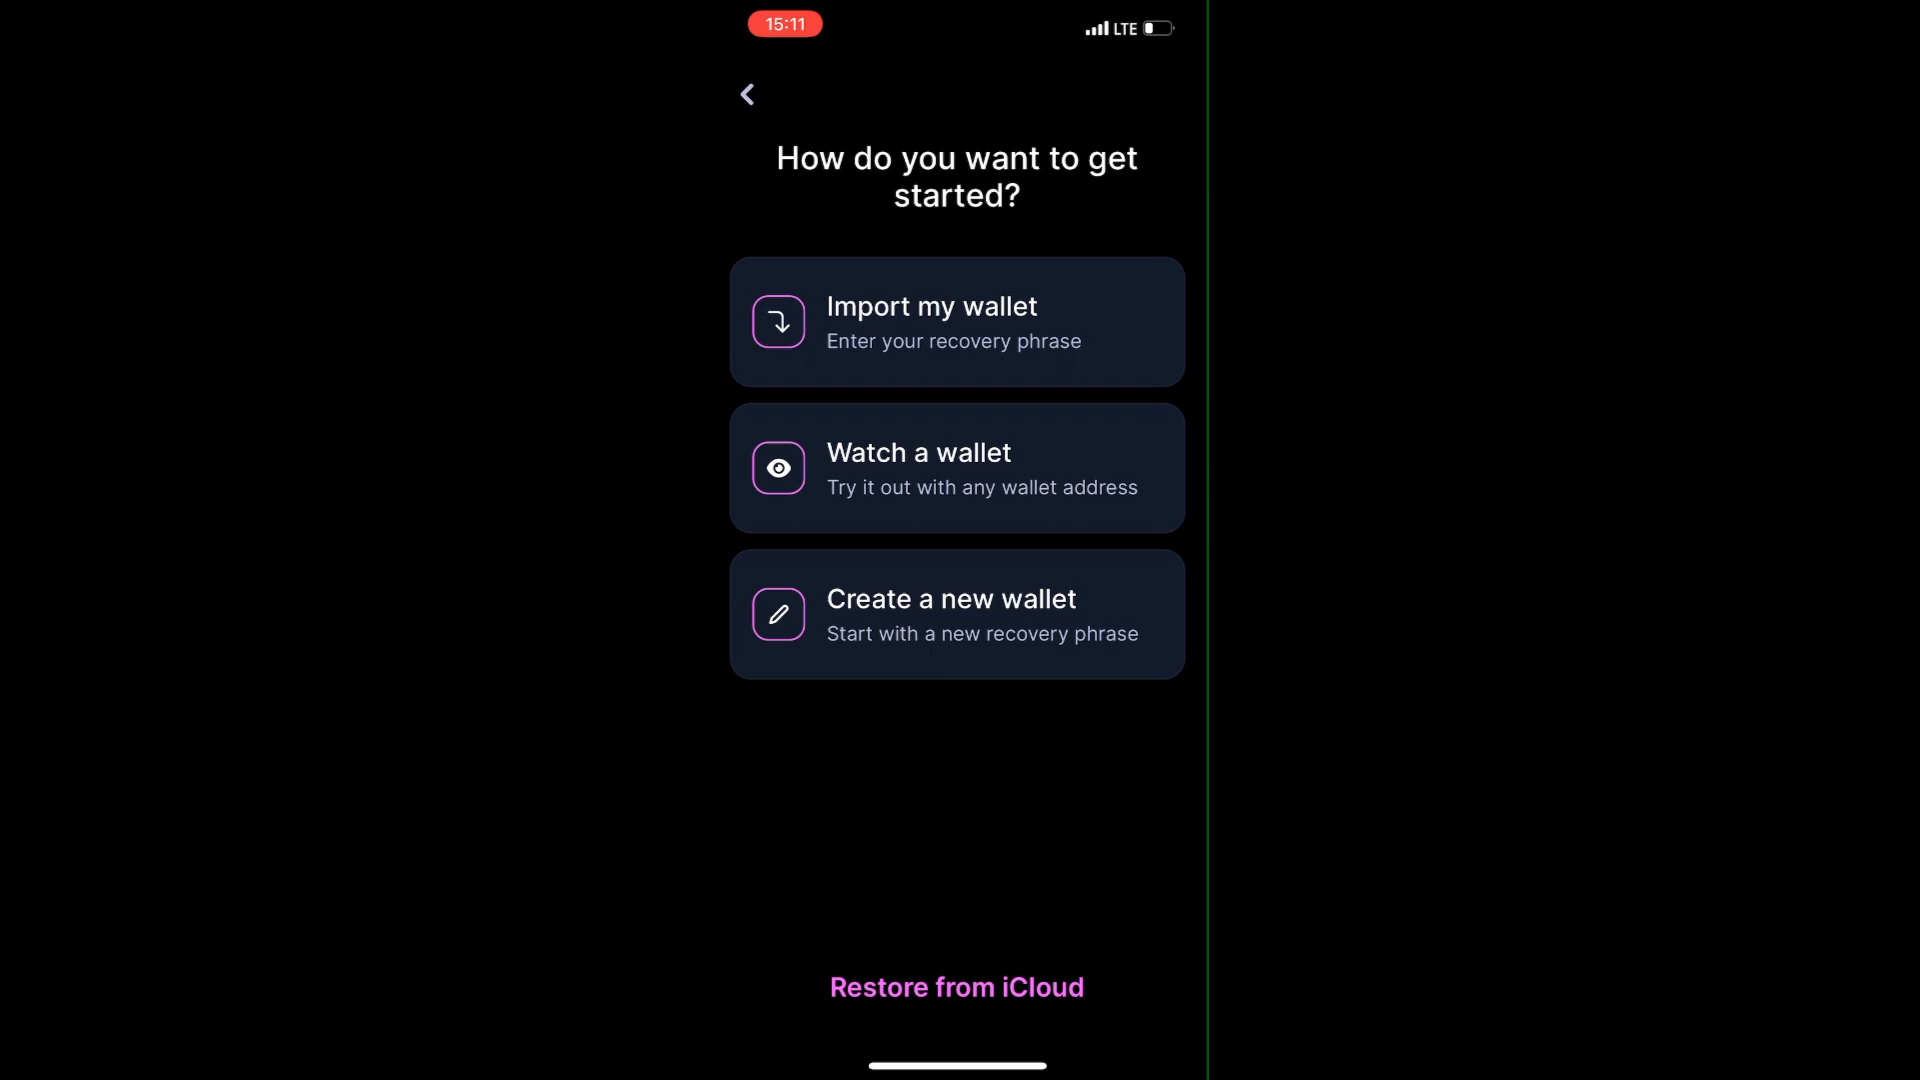 15:11
LTE
How do you want to get
started?
Import my wallet
Enter your recovery phrase
Watch a wallet
Try it out with any wallet address
Create a new wallet
Start with a new recovery phrase
Restore from iCloud